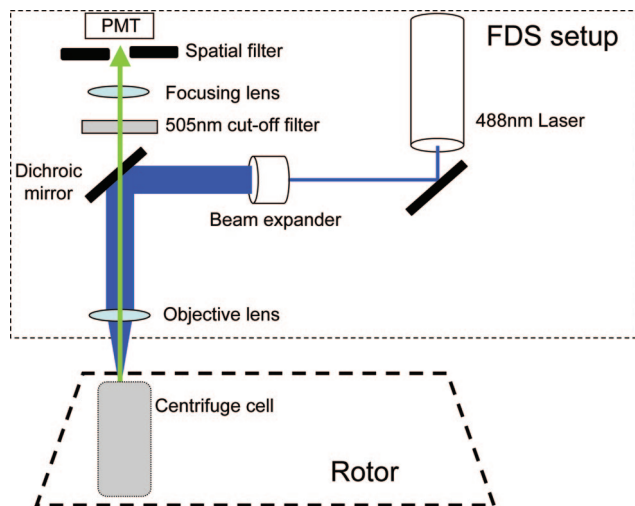 PMT
FDS setup
Spatial filter
Focusing lens
505nm cut-off filter
488nm Laser
Dichroic
mirror
Beam expander
Objective lens
Centrifuge cell
Rotor